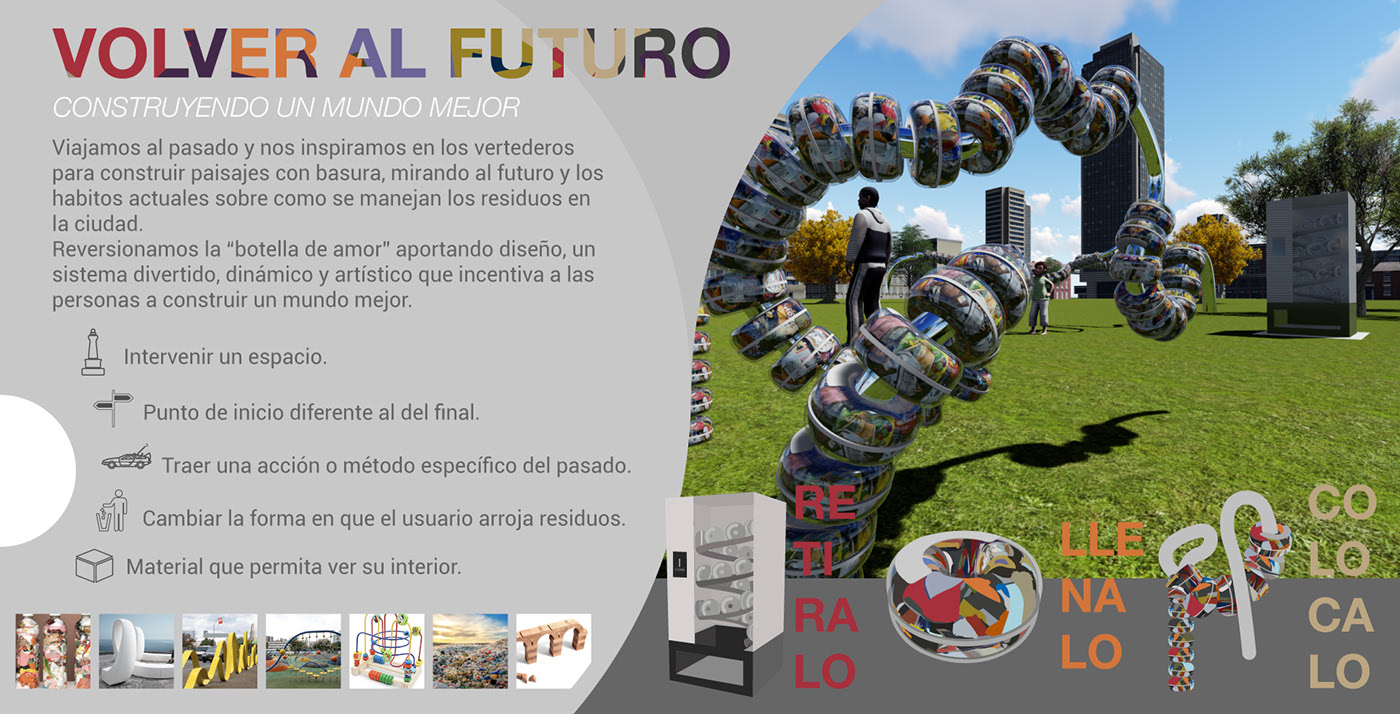 VOLVER AL FUTURO
CONSTRUYENDO UN MUNDO MEJOR
Viajamos al pasado y nos inspiramos en los vertederos
para construir paisajes con basura, mirando al futuro y los
habitos actuales sobre como se manejan los residuos en
la ciudad.
Reversionamos la “botella de amor” aportando diseño, un
sistema divertido, dinámico y artístico que incentiva a las
personas a construir un mundo mejor.
Intervenir un espacio.
Punto de inicio diferente al del final.
Traer una acción o método específico del pasado.
Cambiar la forma en que el usuario arroja residuos.
Material que permita ver su interior.
RE
TI
RA
LO
LLE
NA
LO
CO
LO
CA
LO